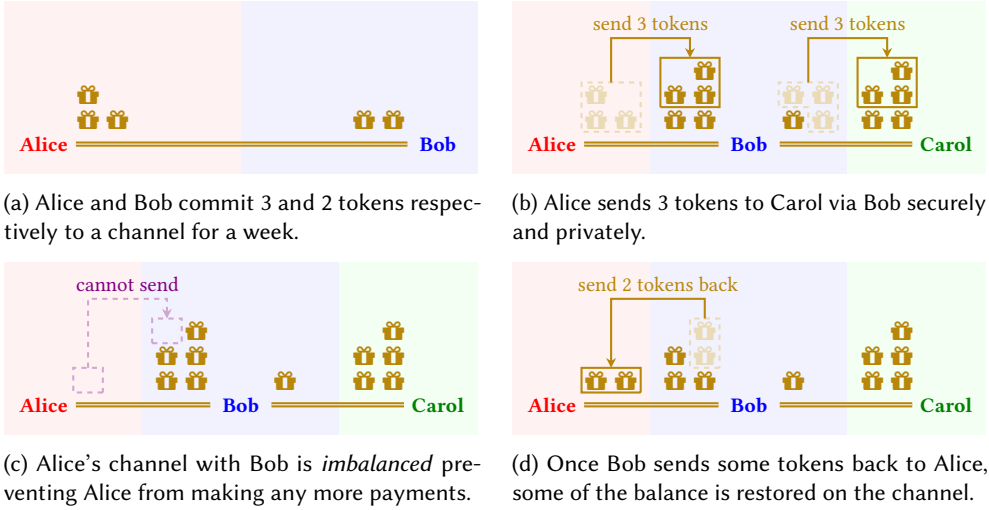 Alice
Bob
(a) Alice and Bob commit 3 and 2 tokens respec-
tively to a channel for a week.
send 3 tokens
send 3 tokens
Alice
Bob
Carol
(b) Alice sends 3 tokens to Carol via Bob securely
and privately.
cannot send
Alice
Bob
Carol
(c) Alice's channel with Bob is imbalanced pre-
venting Alice from making any more payments.
send 2 tokens back
Alice
Bob
Carol
(d) Once Bob sends some tokens back to Alice,
some of the balance is restored on the channel.